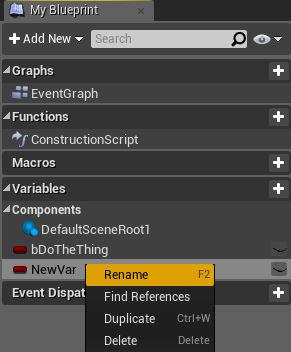 My Blueprint
Add New
Search
Graphs
EventGraph
Functions
ConstructionScript
Macros
Variables
Components
DefaultSceneRoot1
bDoTheThing
NewVar
Rename F2
Event Dispat
Find References
Duplicate Ctrl+W
Delete Delete